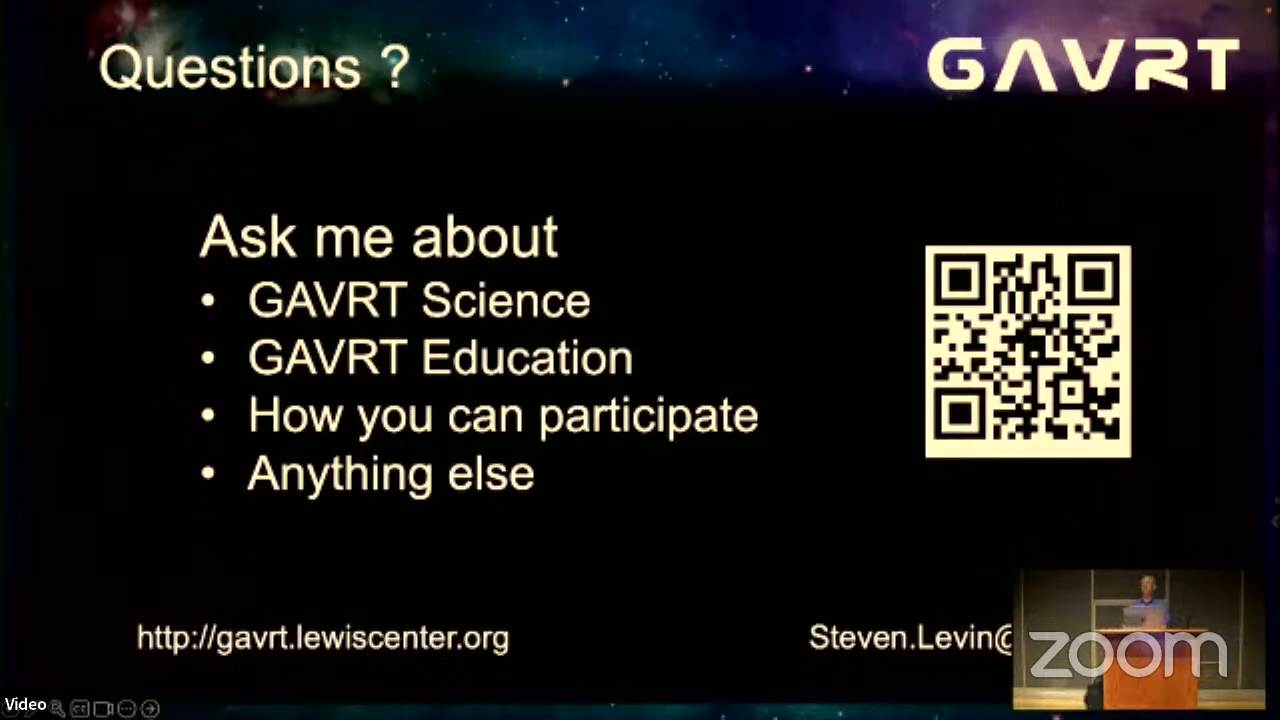 Questions ?
GAVRT
Ask me about
• GAVRT Science
• GAVRT Education
• How you can participate
• Anything else
http://gavrt.lewiscenter.org
Steven.Levin@
zoom
Video